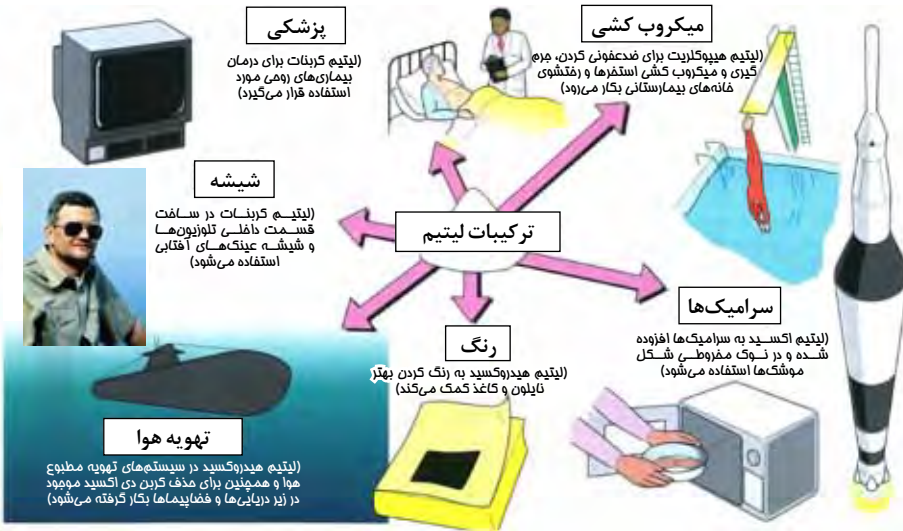 پزشکی
(لیتیم کربنات برای درمان
بیماری‌های روحی مورد
استفاده قرار می‌گیرد)
میکروب کشی
(لیتیم هیپوکلریت برای ضدعفونی کردن، جرم
گیری و میکروب کشی استخرها و رختشوی
خانه‌های بیمارستانی بکار می‌رود)
شیشه
(لیتیم کربنات در ساخت
قسمت داخلی تلوزیون‌ها
و شیشه عینک‌های آفتابی
استفاده می‌شود)
ترکیبات لیتیم
سرامیک‌ها
(لیتیم اکسید به سرامیک‌ها افزوده
شده و در نوک مخروطی شکل
موشک‌ها استفاده می‌شود)
رنگ
(لیتیم هیدروکسید به رنگ کردن بهتر
نایلون و کاغذ کمک می‌کند)
تهویه هوا
(لیتیم هیدروکسید در سیستم‌های تهویه مطبوع
هوا و همچنین برای حذف کربن دی اکسید موجود
در زیر دریایی‌ها و فضاپیماها بکار گرفته می‌شود)